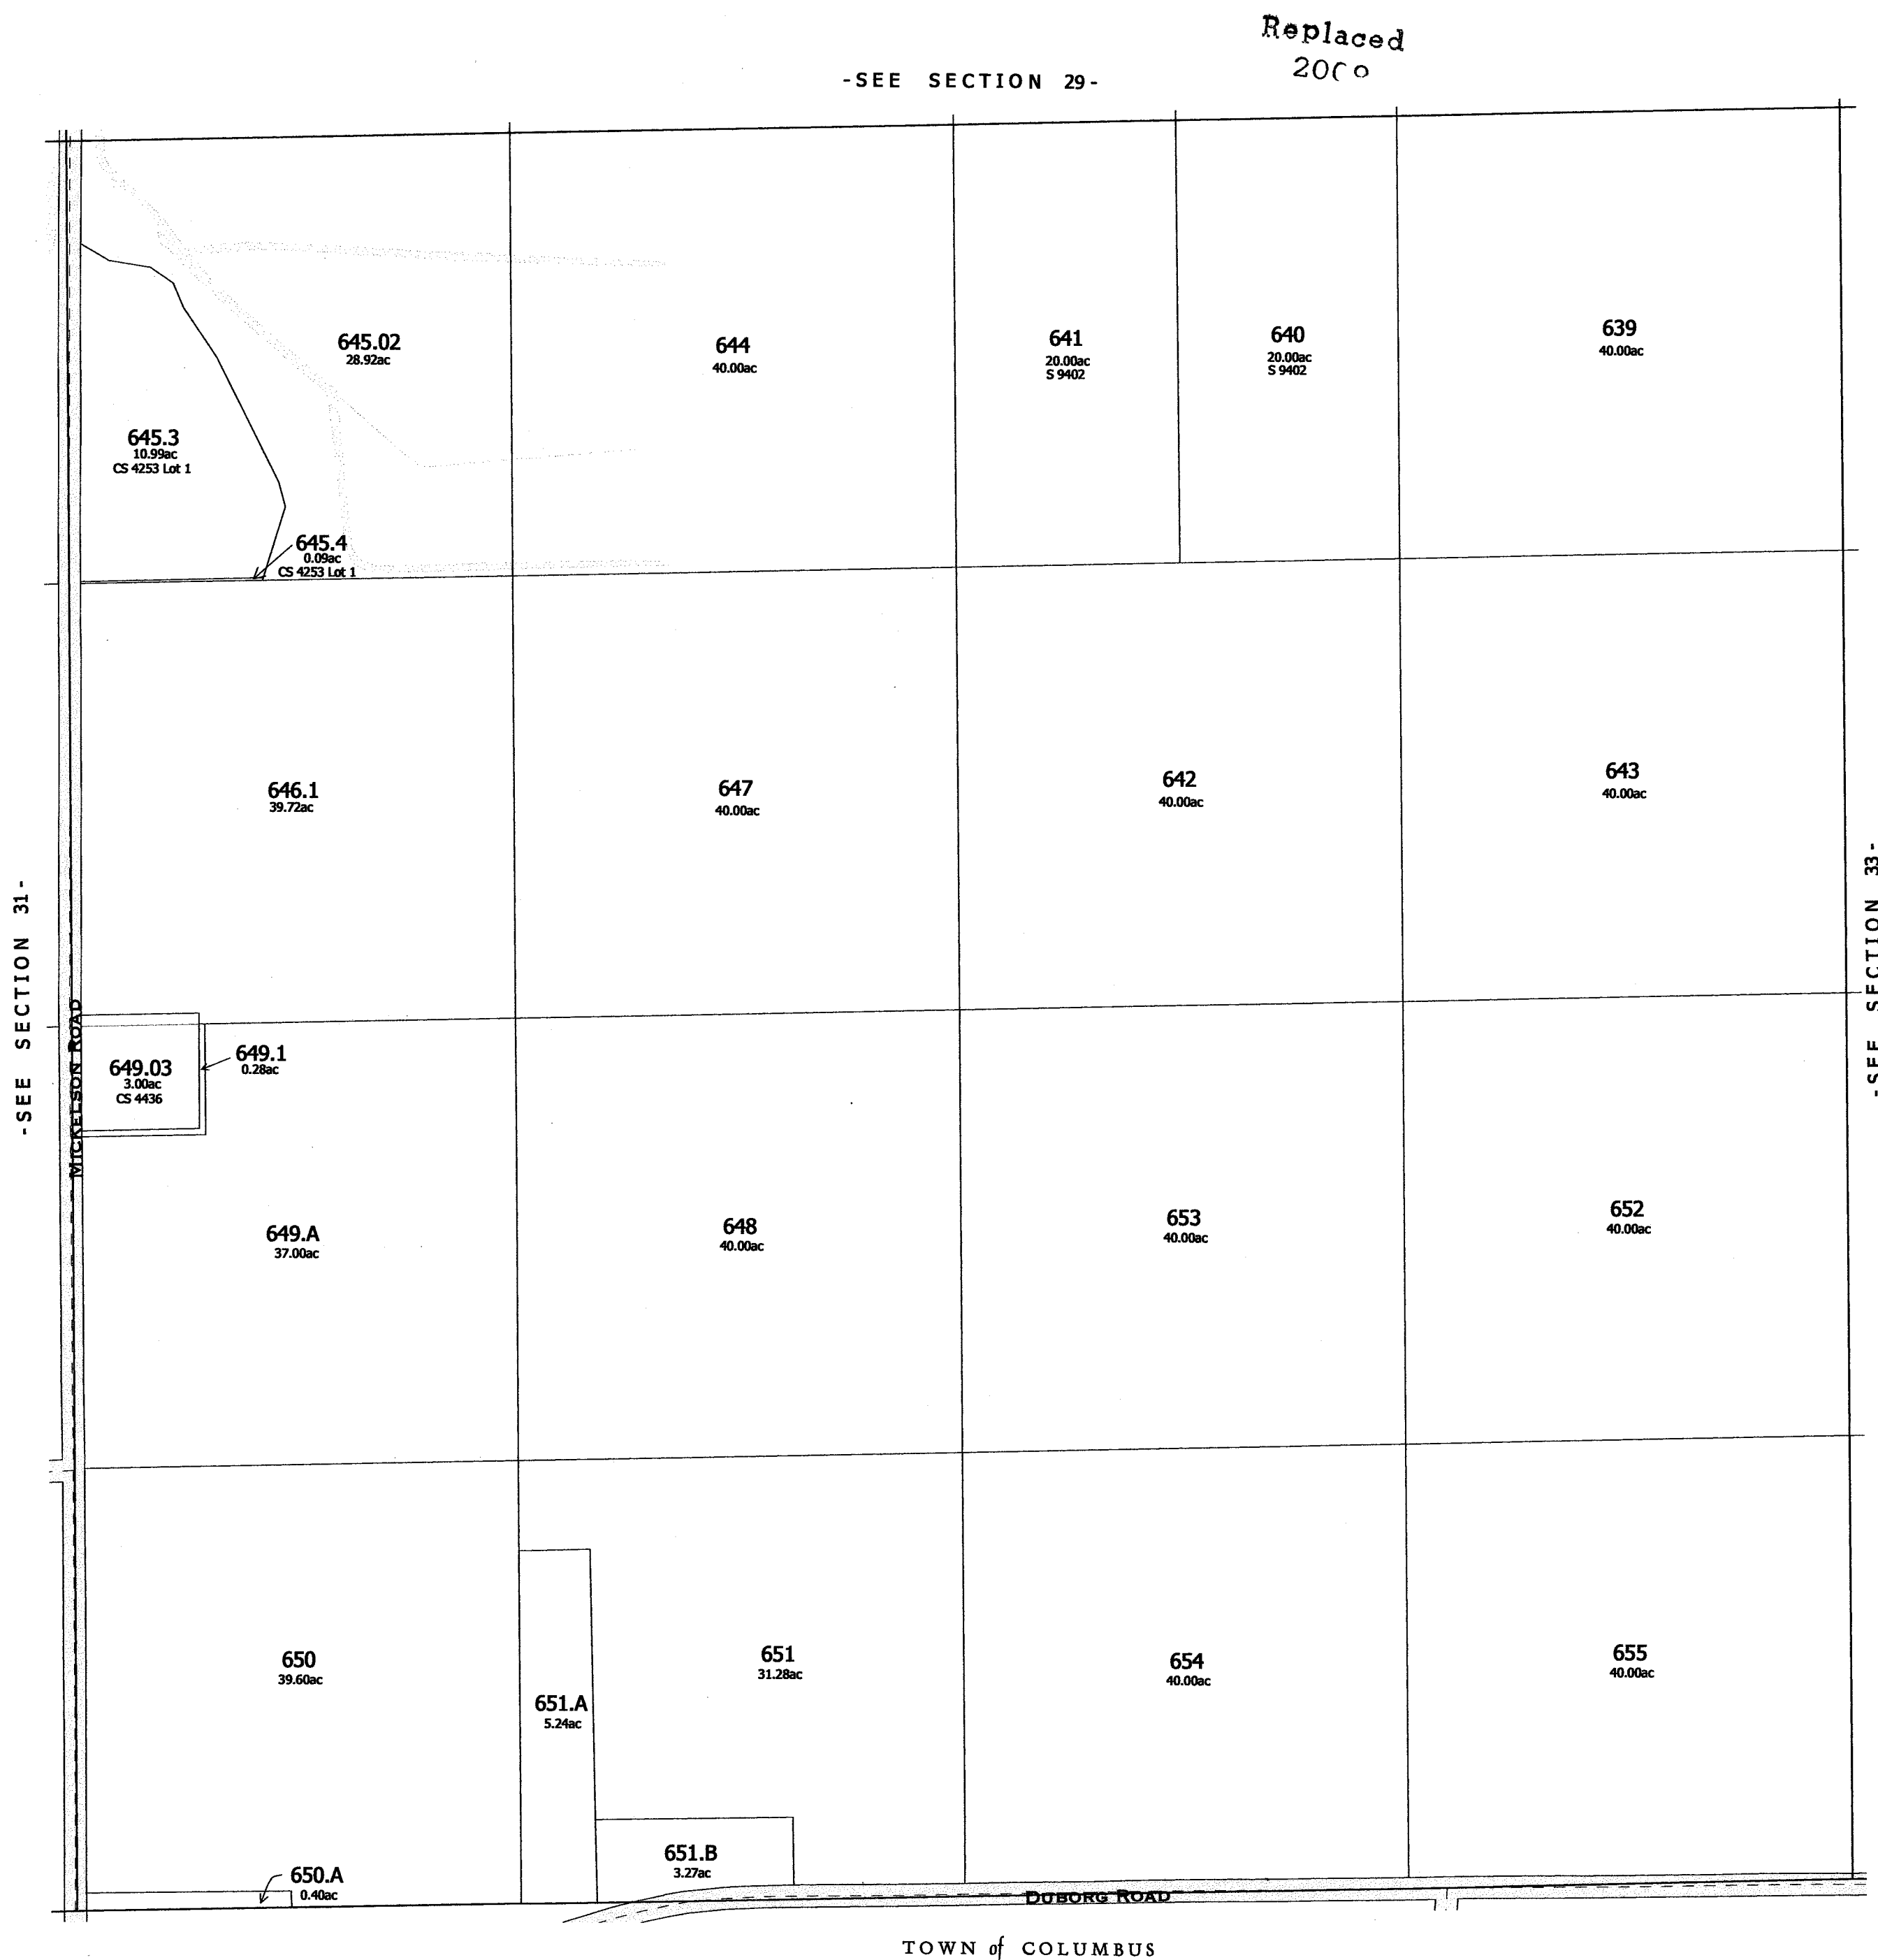 Replaced
-SEE SECTION 29-
645.02
28.92ac
644
40.00ac
641
20.00ac
S 9402
640
20.00ac
S 9402
639
40.00ac
645.3
10.99ac
CS 4253 Lot 1
645.4
0.09ac
CS 4253 Lot 1
646.1
39.72ac
647
40.00ac
642
40.00ac
643
40.00ac
-SEE SECTION 31-
MICKELSON ROAD
-SEE SECTION 33-
649.03
3.00ac
CS 4436
649.1
0.28ac
649.A
37.00ac
648
40.00ac
653
40.00ac
652
40.00ac
650
39.60ac
651.A
5.24ac
651
31.28ac
654
40.00ac
655
40.00ac
651.B
3.27ac
650.A
0.40ac
DUBORG ROAD
TOWN of COLUMBUS